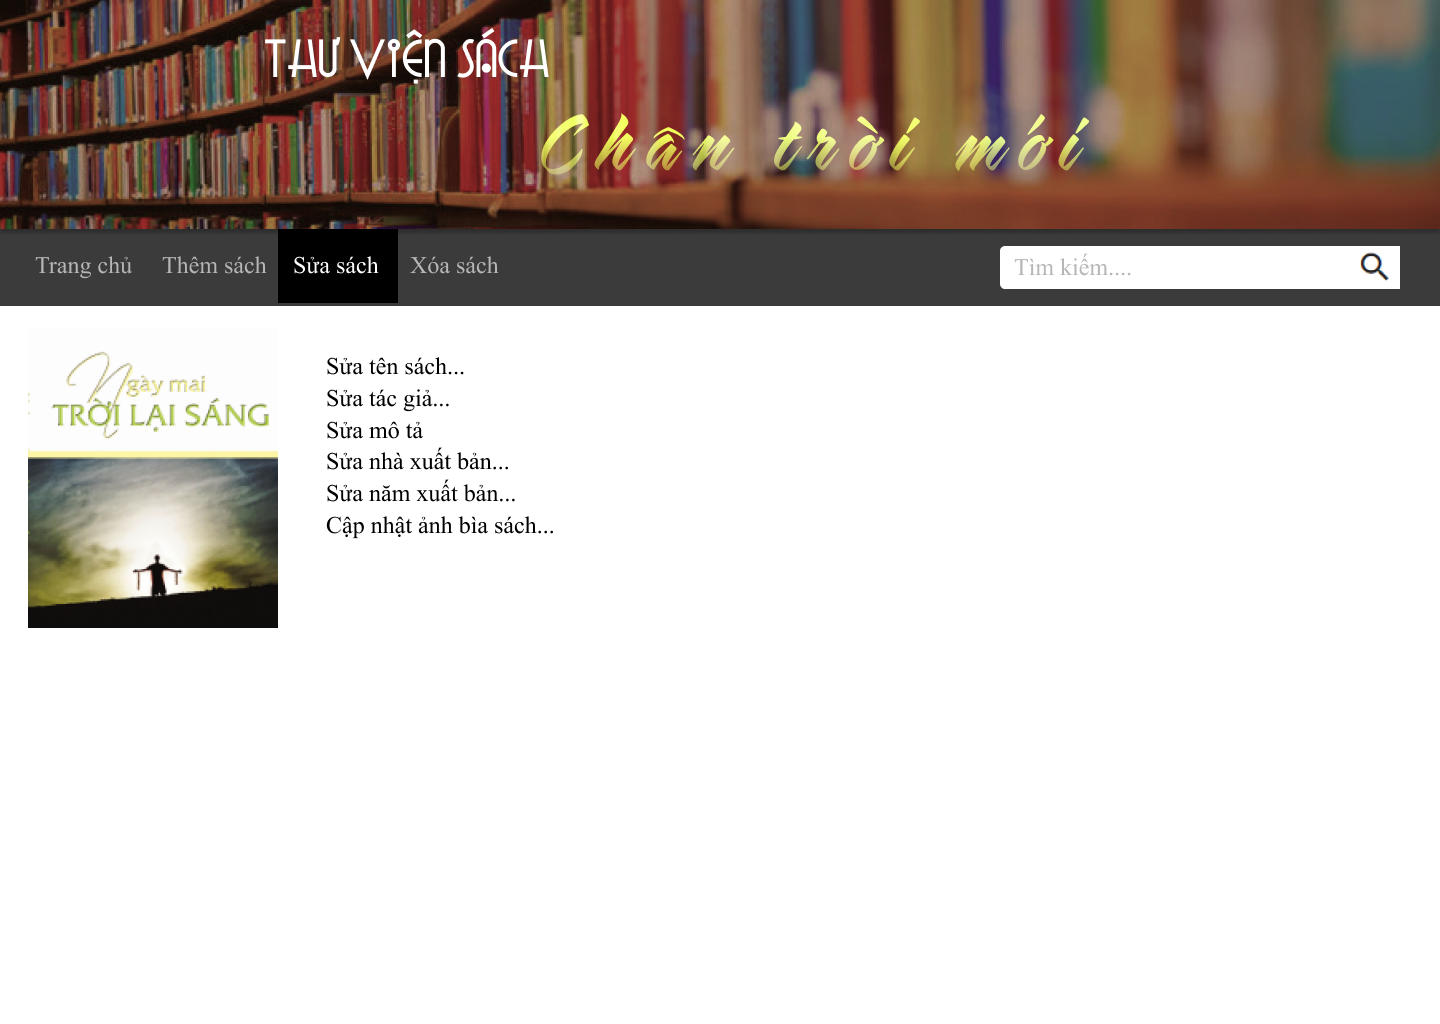 THƯ VIỆN SÁCH
Chân trời mới
Trang chủ Thêm sách Sửa sách Xóa sách Tìm kiếm....
Ngày mai
TRỜI LẠI SÁNG
Sửa tên sách...
Sửa tác giả...
Sửa mô tả
Sửa nhà xuất bản...
Sửa năm xuất bản...
Cập nhật ảnh bìa sách...